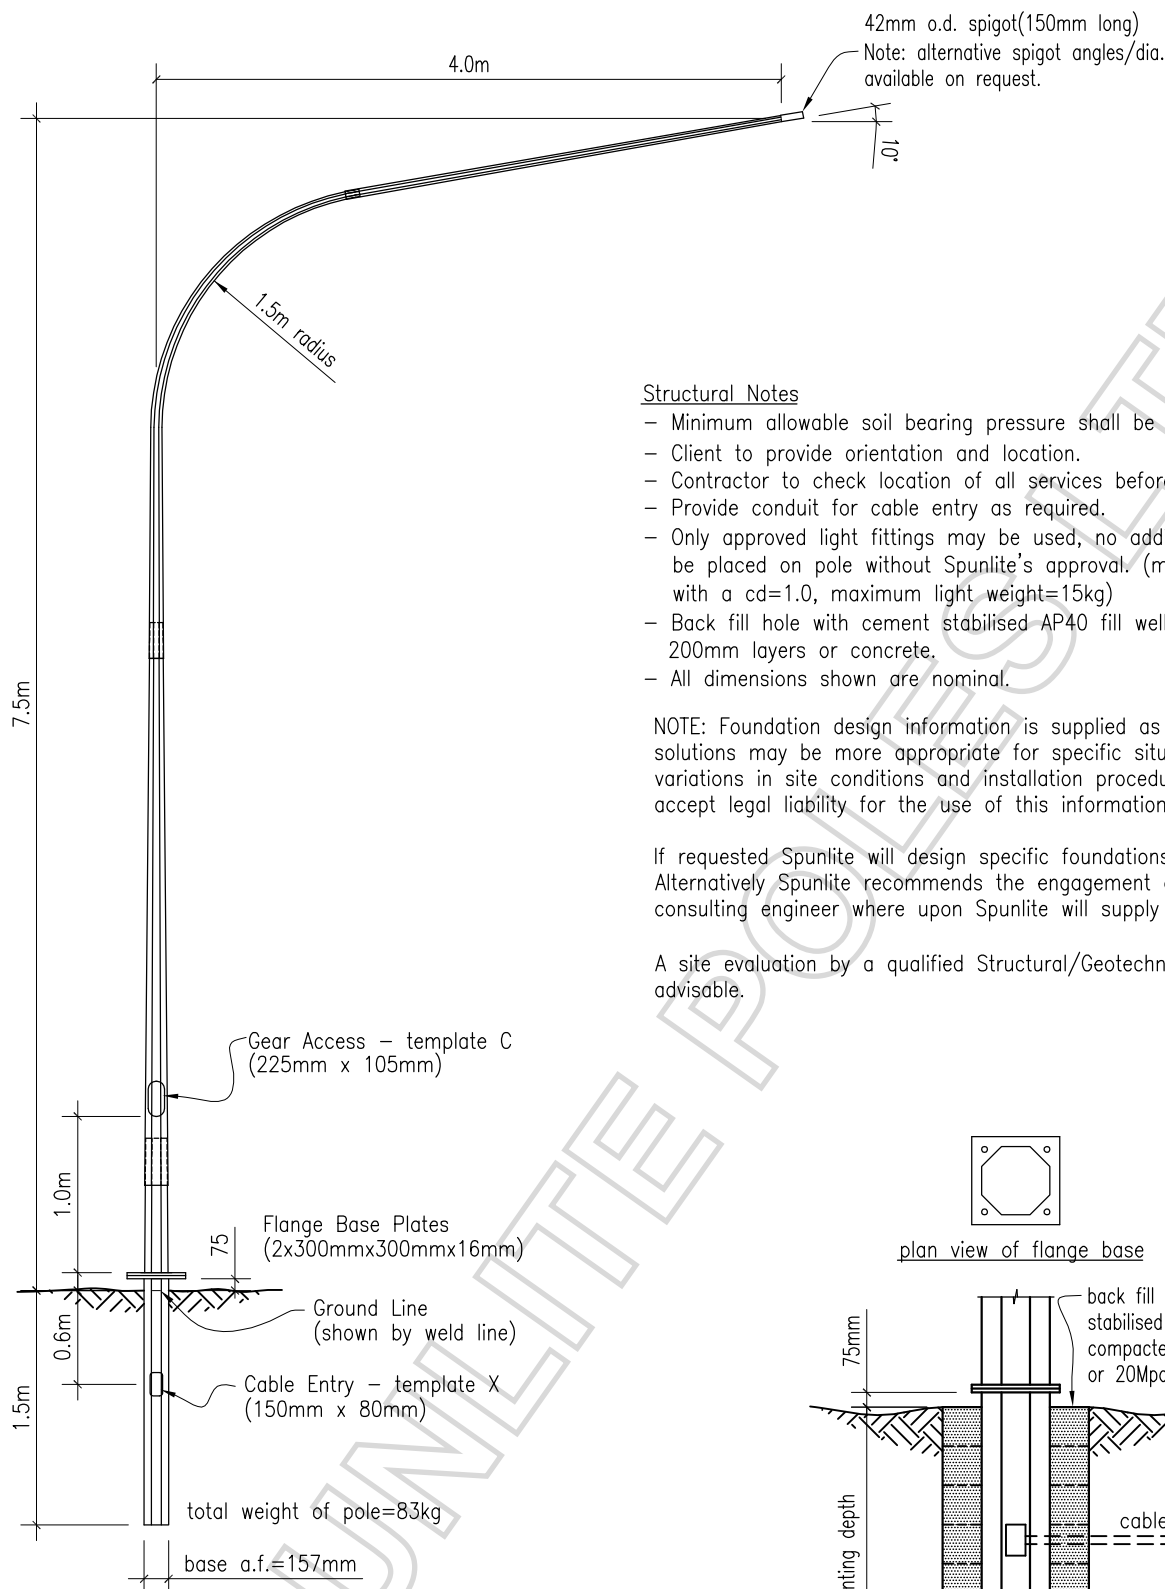 42mm o.d. spigot(150mm long)
Note: alternative spigot angles/dia.
available on request.
4.0m
10°
1.5m radius
7.5m
Structural Notes
– Minimum allowable soil bearing pressure shall be
– Client to provide orientation and location.
– Contractor to check location of all services before
– Provide conduit for cable entry as required.
– Only approved light fittings may be used, no add
be placed on pole without Spunlite's approval. (m
with a cd=1.0, maximum light weight=15kg)
– Back fill hole with cement stabilised AP40 fill well
200mm layers or concrete.
– All dimensions shown are nominal.
NOTE: Foundation design information is supplied as
solutions may be more appropriate for specific situ
variations in site conditions and installation procedu
accept legal liability for the use of this information
If requested Spunlite will design specific foundations
Alternatively Spunlite recommends the engagement
consulting engineer where upon Spunlite will supply
A site evaluation by a qualified Structural/Geotechn
advisable.
Gear Access – template C
(225mm x 105mm)
1.0m
75
Flange Base Plates
(2x300mmx300mmx16mm)
Ground Line
(shown by weld line)
0.6m
Cable Entry – template X
(150mm x 80mm)
1.5m
total weight of pole=83kg
base a.f.=157mm
plan view of flange base
75mm
back fill
stabilised
compacte
or 20Mpa
nting depth
cable
UNLITE POLES LT